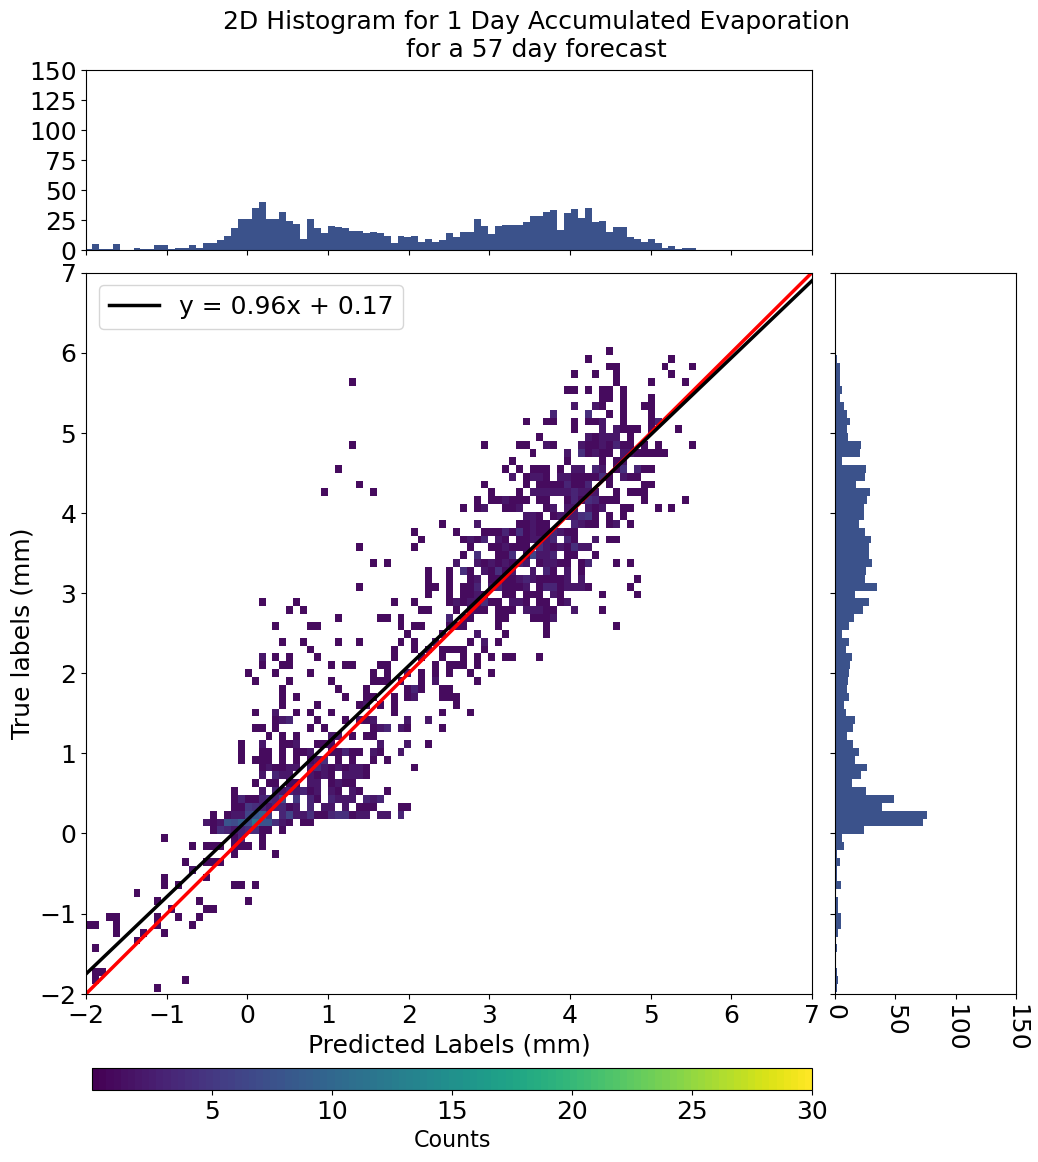 2D Histogram for 1 Day Accumulated Evaporation
for a 57 day forecast
150
125
100
75
50
25
0
7
6
5
4
3
2
1
0
−1
−2
True labels (mm)
y = 0.96x + 0.17
−2 −1 0 1 2 3 4 5 6 7
Predicted Labels (mm)
0 50 100 150
5 10 15 20 25 30
Counts